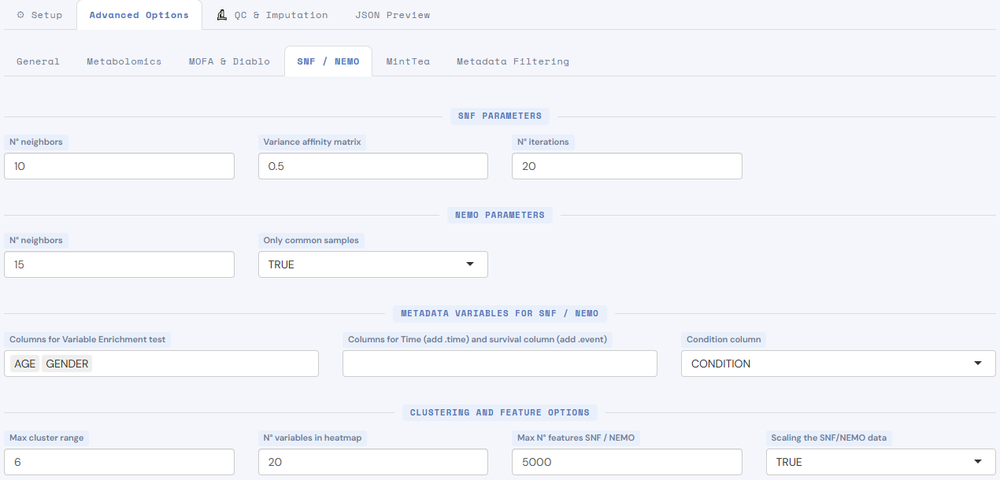 Setup Advanced Options QC & Imputation JSON Preview
General Metabolomics MOFA & Diablo SNF / NEMO MintTea Metadata Filtering
SNF PARAMETERS
N° neighbors Variance affinity matrix N° iterations
10 0.5 20
NEMO PARAMETERS
N° neighbors Only common samples
15 TRUE
METADATA VARIABLES FOR SNF / NEMO
Columns for Variable Enrichment test Columns for Time (add .time) and survival column (add .event) Condition column
AGE GENDER CONDITION
CLUSTERING AND FEATURE OPTIONS
Max cluster range N° variables in heatmap Max N° features SNF / NEMO Scaling the SNF/NEMO data
6 20 5000 TRUE